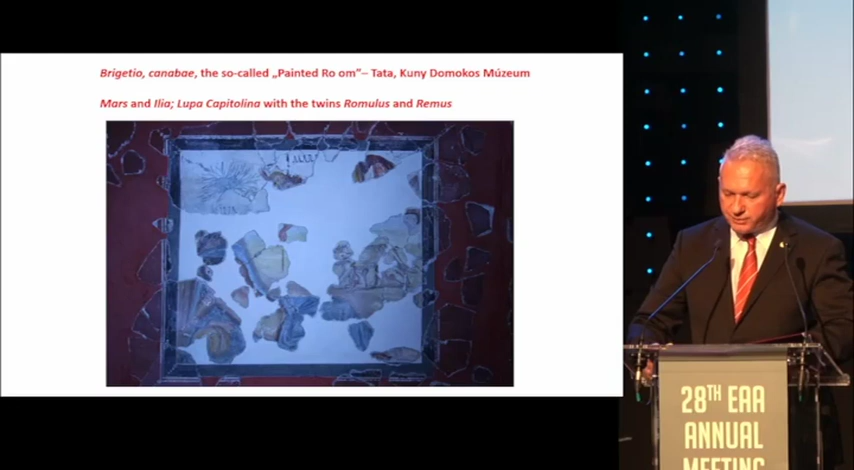 Brigetio, canabae, the so-called „Painted Ro om"– Tata, Kuny Domokos Múzeum
Mars and Ilia; Lupa Capitolina with the twins Romulus and Remus
28TH EAA
ANNUAL
MEETING